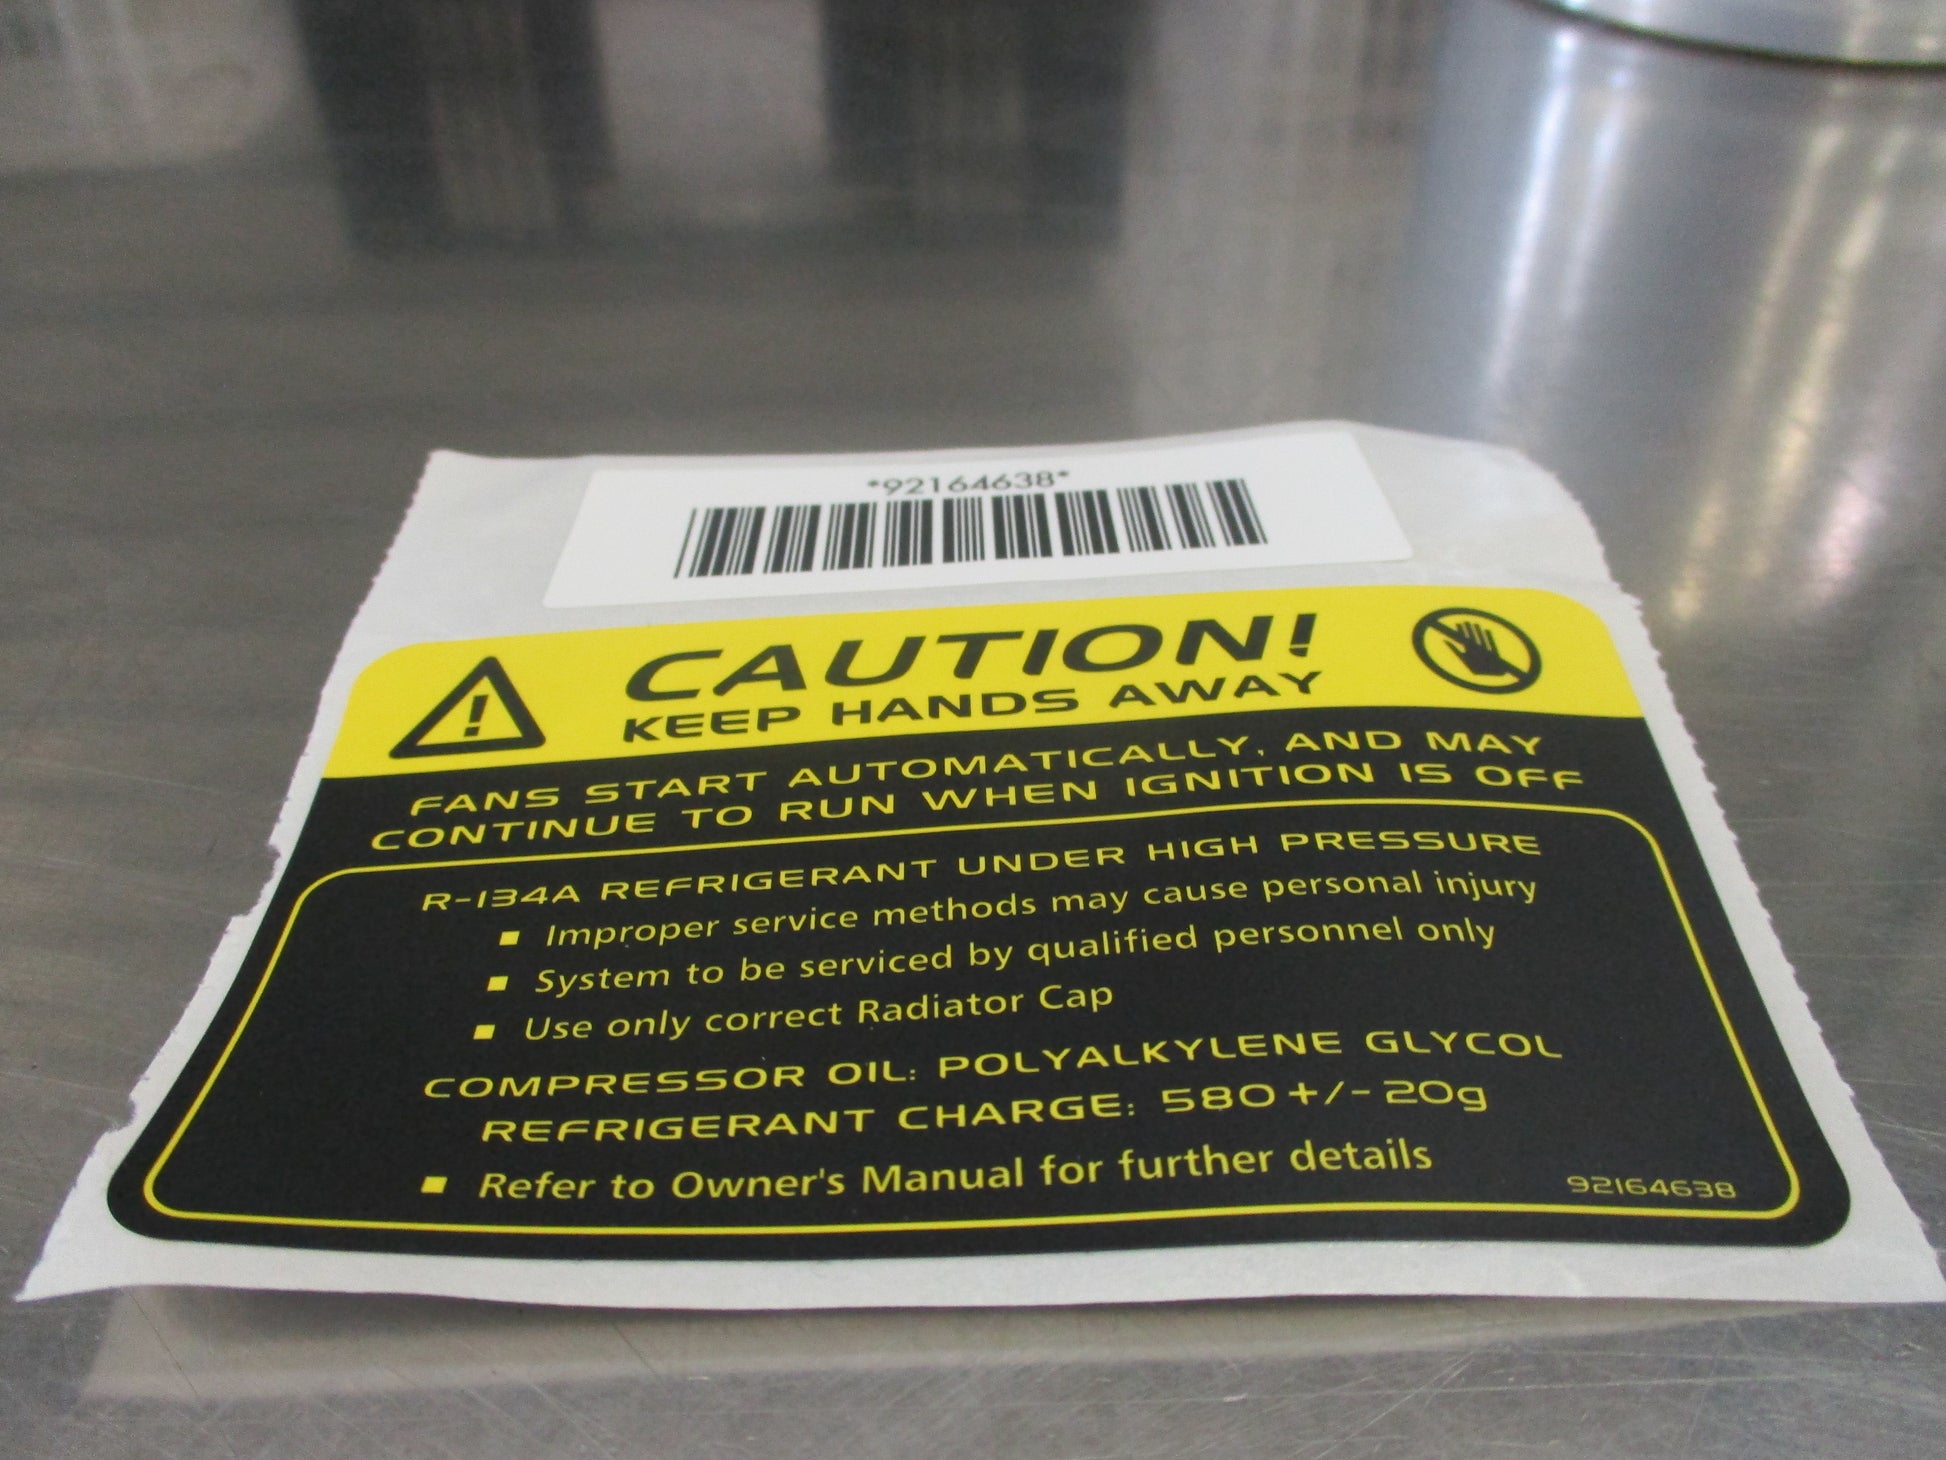 *92164638*
CAUTION!
KEEP HANDS AWAY
FANS START AUTOMATICALLY, AND MAY
CONTINUE TO RUN WHEN IGNITION IS OFF
R-134A REFRIGERANT UNDER HIGH PRESSURE
▪ Improper service methods may cause personal injury
▪ System to be serviced by qualified personnel only
▪ Use only correct Radiator Cap
COMPRESSOR OIL: POLYALKYLENE GLYCOL
REFRIGERANT CHARGE: 580 +/- 20g
▪ Refer to Owner's Manual for further details
92164638